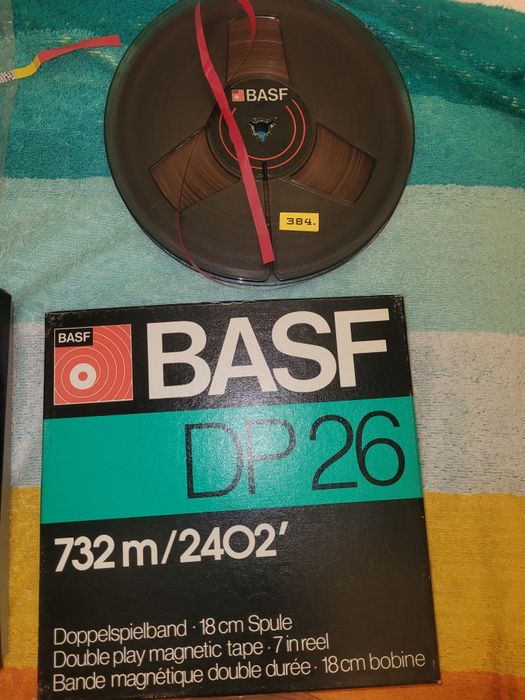 BASF
384.
BASF
BASF
DP 26
732 m/2402'
Doppelspielband · 18 cm Spule
Double play magnetic tape · 7 in reel
Bande magnétique double durée · 18 cm bobine